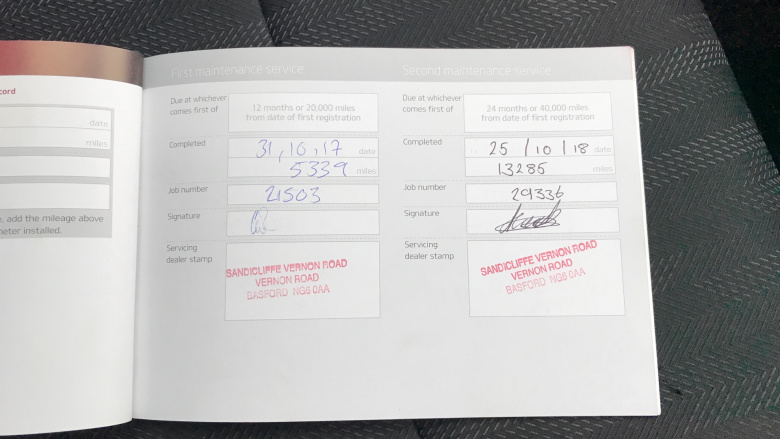 cord
date
miles
, add the mileage above
eter installed.
First maintenance service
Due at whichever
comes first of
12 months or 20,000 miles
from date of first registration
Completed
31, 10, 17 date
5339 miles
Job number
21503
Signature
Servicing
dealer stamp
SANDICLIFFE VERNON ROAD
VERNON ROAD
BASFORD NG6 0AA
Second maintenance service
Due at whichever
comes first of
24 months or 40,000 miles
from date of first registration
Completed
25 / 10 / 18 date
13285 miles
Job number
29336
Signature
Servicing
dealer stamp
SANDICLIFFE VERNON ROAD
VERNON ROAD
BASFORD NG6 0AA